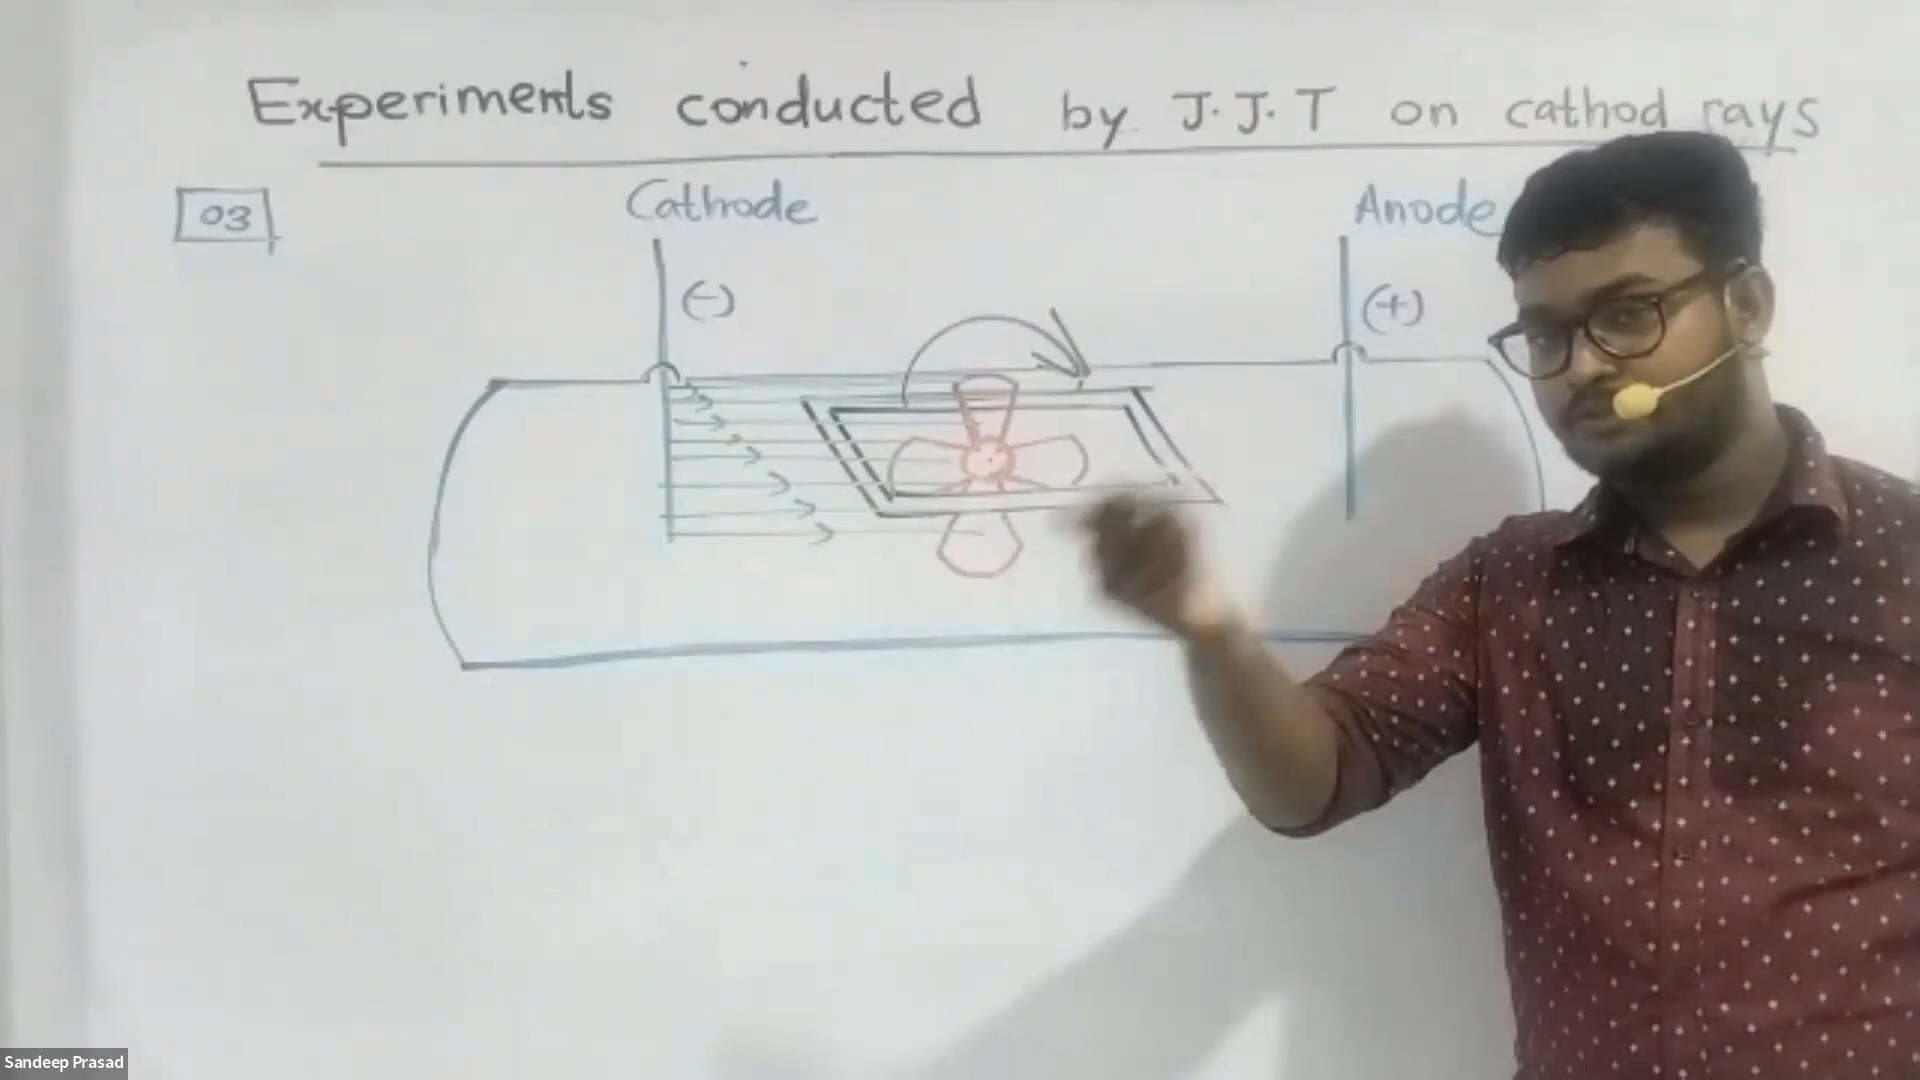 Experiments conducted by J.J.T on cathod rays
03
Cathode
Anode
(-)
(+)
Sandeep Prasad